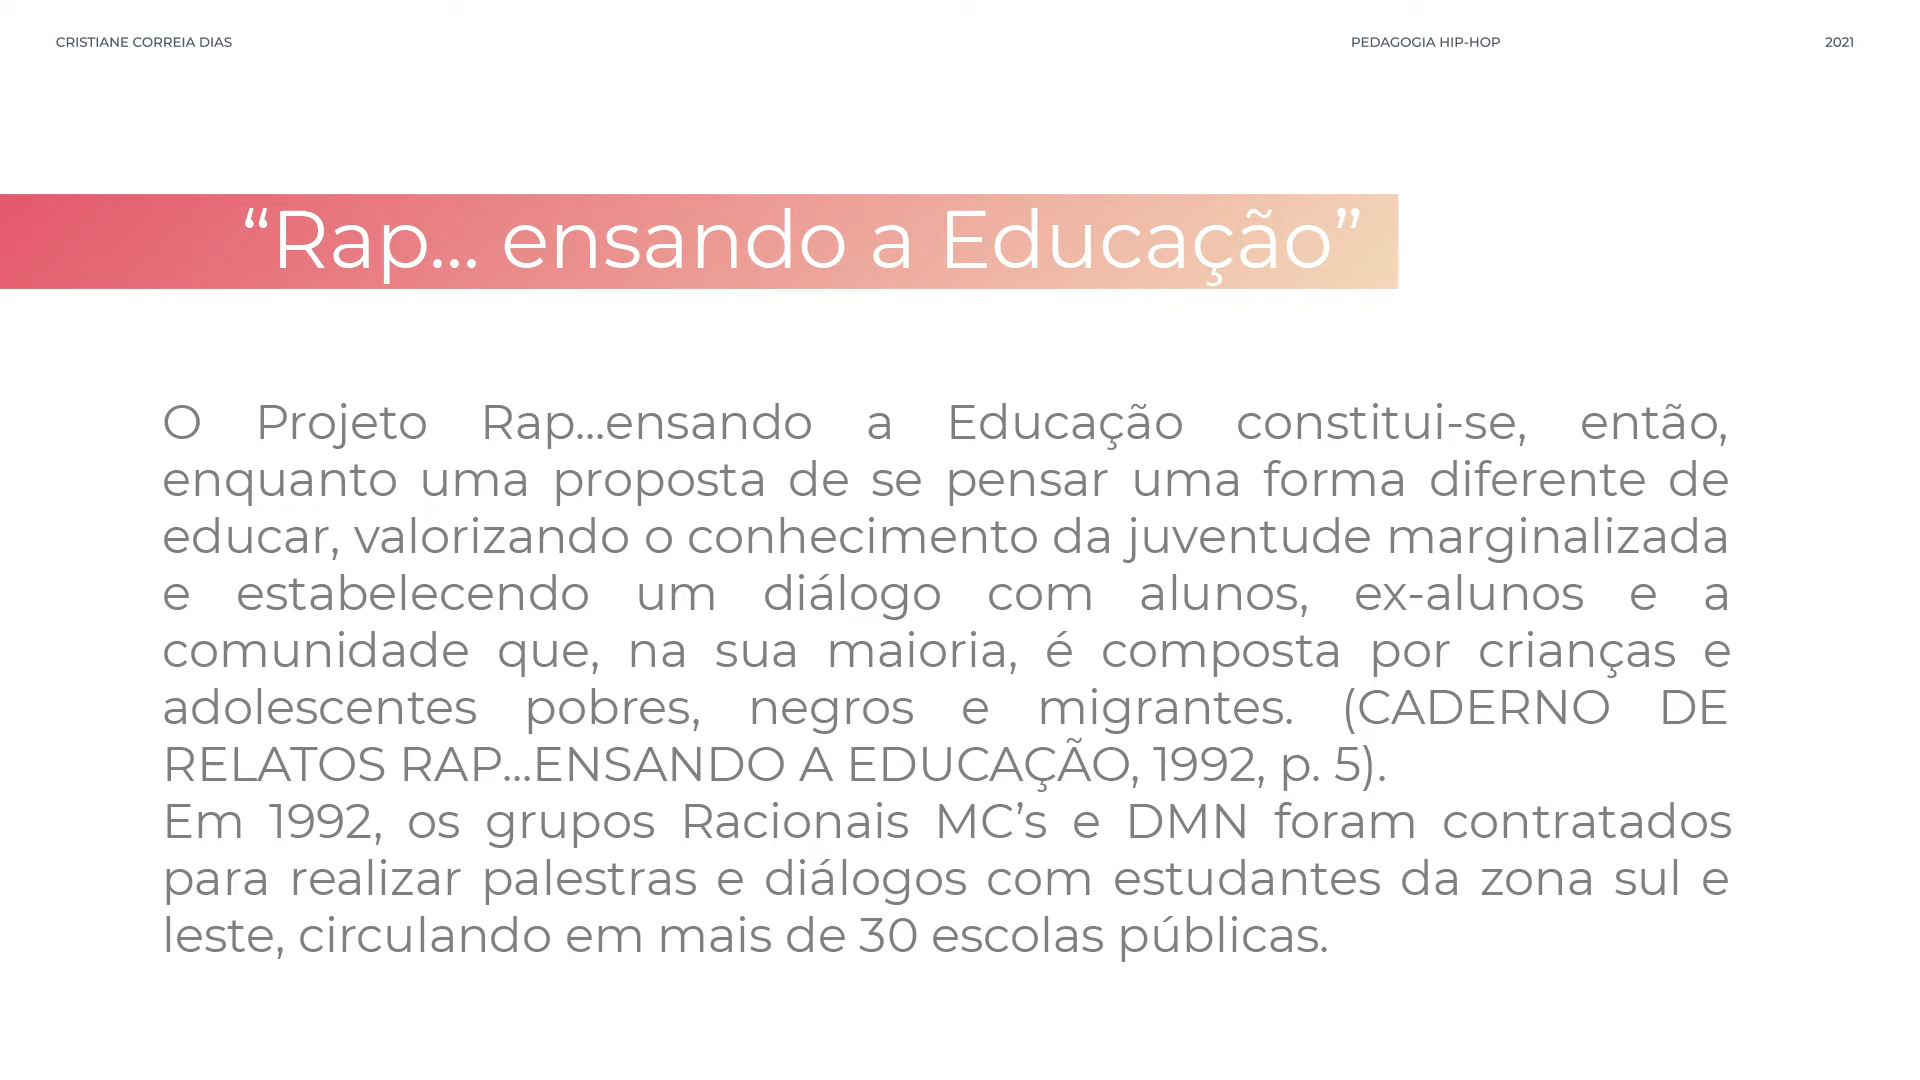 CRISTIANE CORREIA DIAS
PEDAGOGIA HIP-HOP
2021
“Rap... ensando a Educação”
O Projeto Rap...ensando a Educação constitui-se, então,
enquanto uma proposta de se pensar uma forma diferente de
educar, valorizando o conhecimento da juventude marginalizada
e estabelecendo um diálogo com alunos, ex-alunos e a
comunidade que, na sua maioria, é composta por crianças e
adolescentes pobres, negros e migrantes. (CADERNO DE
RELATOS RAP...ENSANDO A EDUCAÇÃO, 1992, p. 5).
Em 1992, os grupos Racionais MC’s e DMN foram contratados
para realizar palestras e diálogos com estudantes da zona sul e
leste, circulando em mais de 30 escolas públicas.